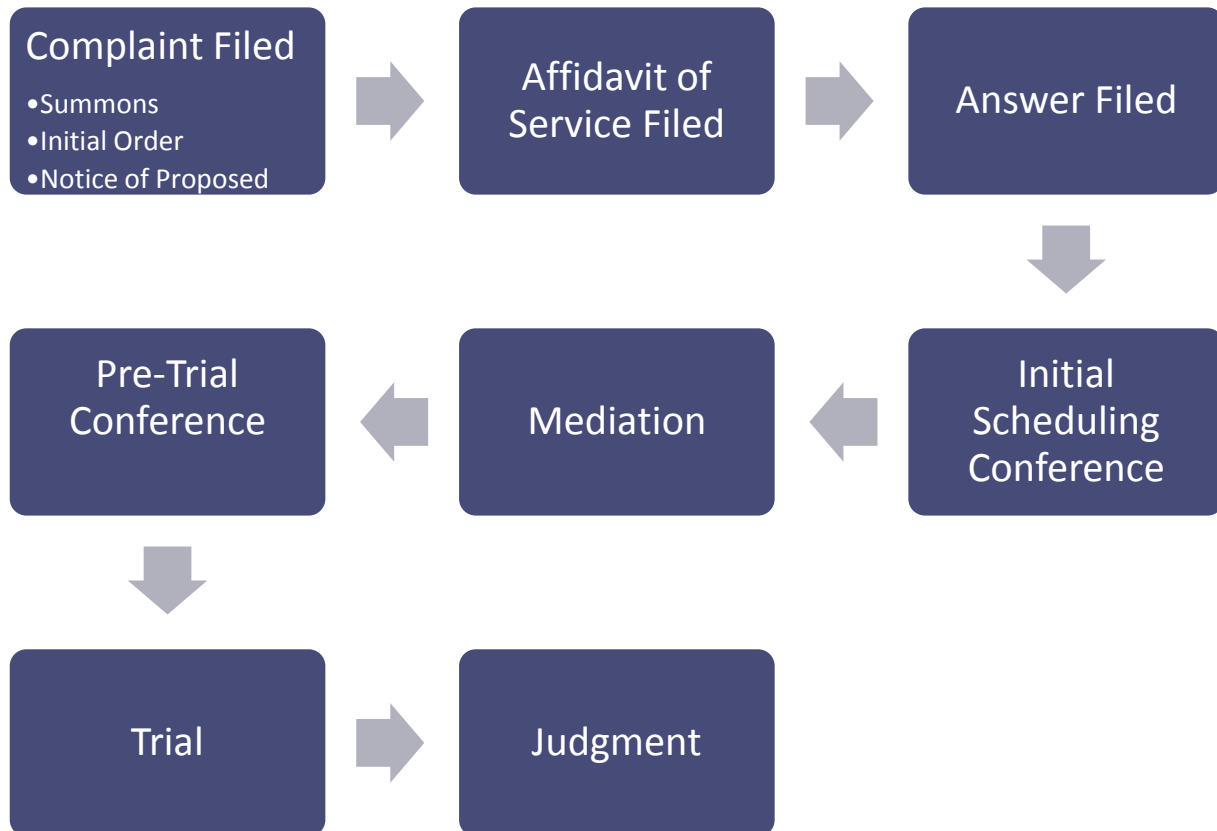 Complaint Filed
•Summons
•Initial Order
•Notice of Proposed
Affidavit of
Service Filed
Answer Filed
Initial
Scheduling
Conference
Mediation
Pre-Trial
Conference
Trial
Judgment